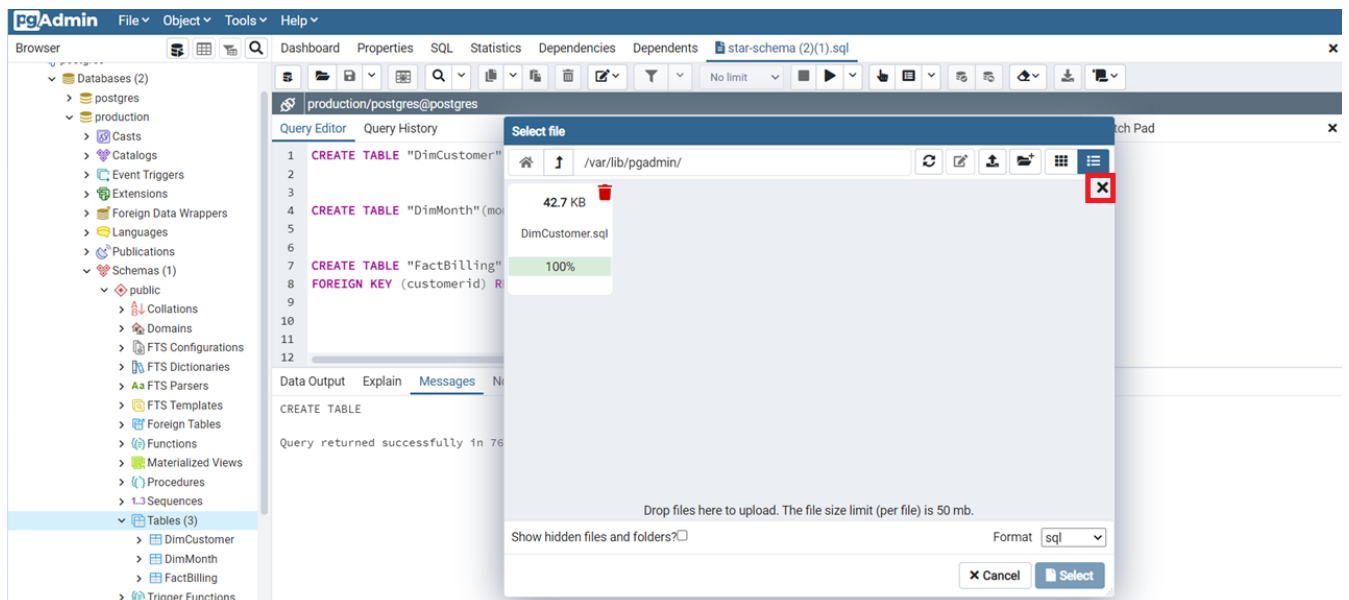 pgAdmin File Object Tools Help
Browser
Dashboard Properties SQL Statistics Dependencies Dependents star-schema (2)(1).sql
Databases (2)
postgres
production
Casts
Catalogs
Event Triggers
Extensions
Foreign Data Wrappers
Languages
Publications
Schemas (1)
public
Collations
Domains
FTS Configurations
FTS Dictionaries
FTS Parsers
FTS Templates
Foreign Tables
Functions
Materialized Views
Procedures
1..3 Sequences
Tables (3)
DimCustomer
DimMonth
FactBilling
Trigger Functions
No limit
production/postgres@postgres
Query Editor Query History
tch Pad
1 CREATE TABLE "DimCustomer"
2
3
4 CREATE TABLE "DimMonth"(mo
5
6
7 CREATE TABLE "FactBilling"
8 FOREIGN KEY (customerid) R
9
10
11
12
Data Output Explain Messages N
CREATE TABLE
Query returned successfully in 76
Select file
/var/lib/pgadmin/
42.7 KB
DimCustomer.sql
100%
Drop files here to upload. The file size limit (per file) is 50 mb.
Show hidden files and folders?
Format sql
Cancel Select